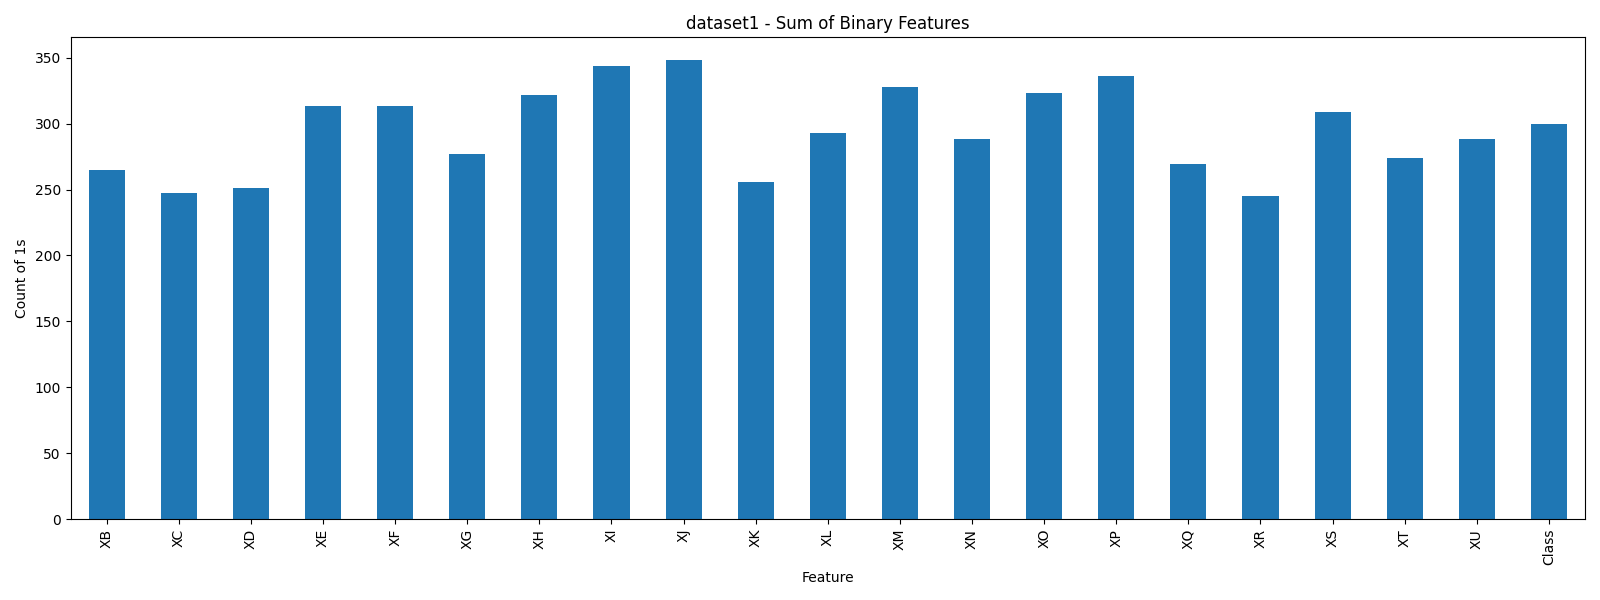 dataset1 - Sum of Binary Features
350
300
250
200
150
100
50
0
Count of 1s
XB XC XD XE XF XG XH XI XJ XK XL XM XN XO XP XQ XR XS XT XU Class
Feature